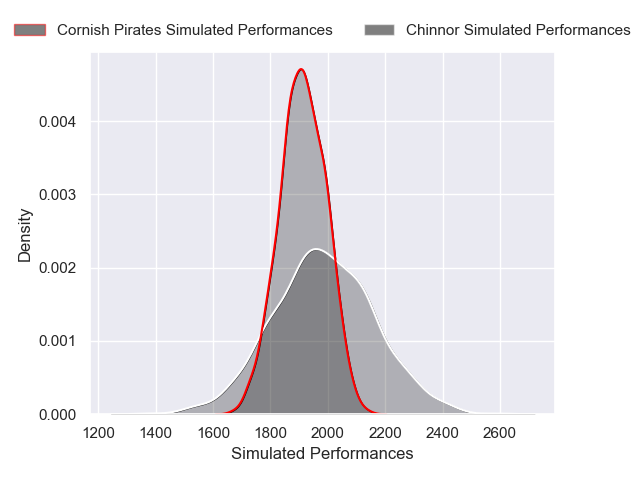 Cornish Pirates Simulated Performances Chinnor Simulated Performances
0.004
0.003
0.002
0.001
0.000
Density
1200 1400 1600 1800 2000 2200 2400 2600
Simulated Performances